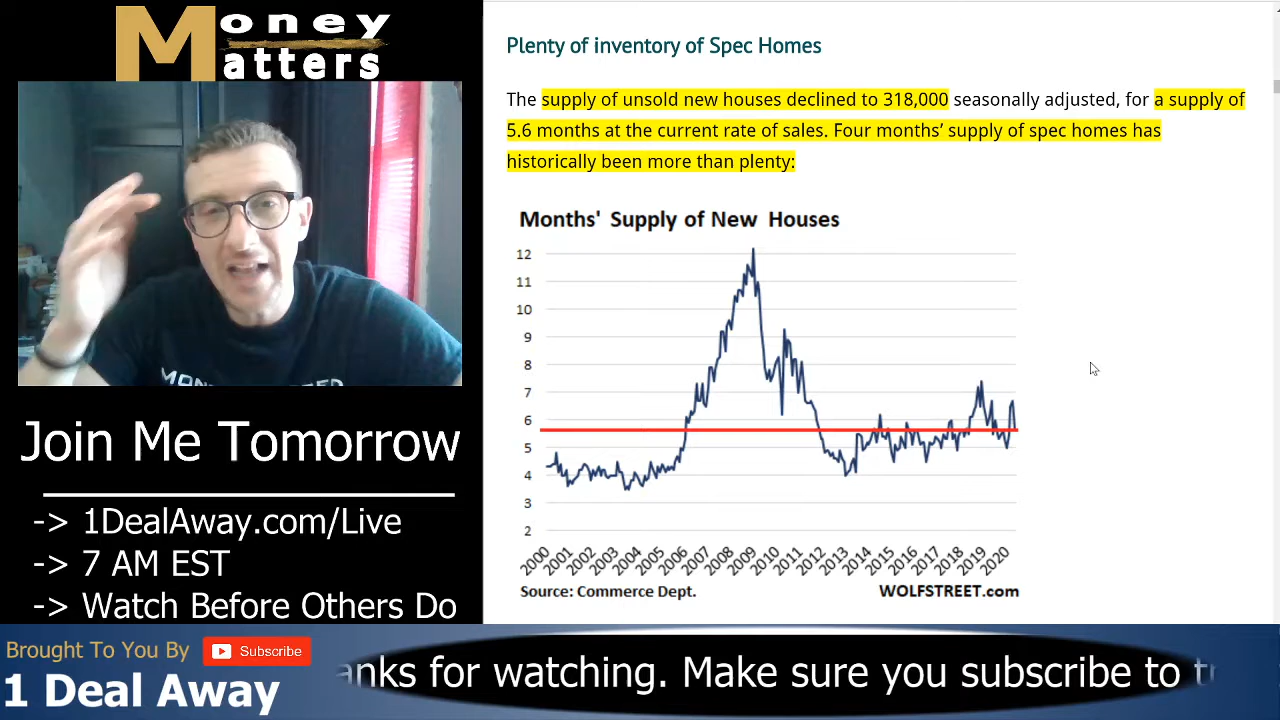 Money
Matters
MON
Join Me Tomorrow
-> 1DealAway.com/Live
-> 7 AM EST
-> Watch Before Others Do
Plenty of inventory of Spec Homes
The supply of unsold new houses declined to 318,000 seasonally adjusted, for a supply of
5.6 months at the current rate of sales. Four months’ supply of spec homes has
historically been more than plenty:
Months' Supply of New Houses
12
11
10
9
8
7
6
5
4
3
2
2000 2001 2002 2003 2004 2005 2006 2007 2008 2009 2010 2011 2012 2013 2014 2015 2016 2017 2018 2019 2020
Source: Commerce Dept. WOLFSTREET.com
Brought To You By Subscribe
1 Deal Away
anks for watching. Make sure you subscribe to